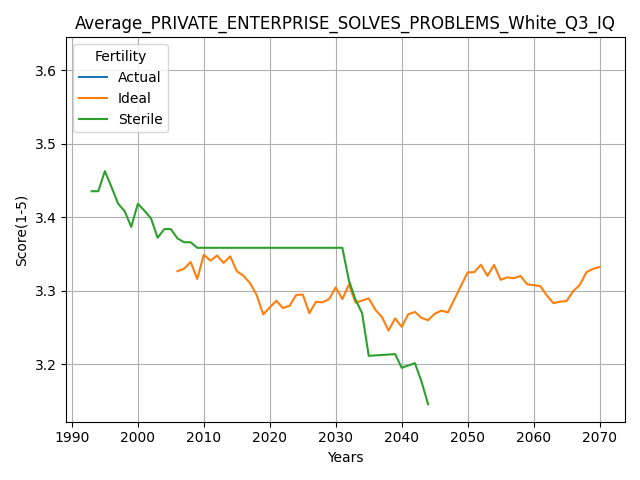 Average_PRIVATE_ENTERPRISE_SOLVES_PROBLEMS_White_Q3_IQ
Fertility
Actual
Ideal
Sterile
Score(1-5)
3.6
3.5
3.4
3.3
3.2
1990 2000 2010 2020 2030 2040 2050 2060 2070
Years